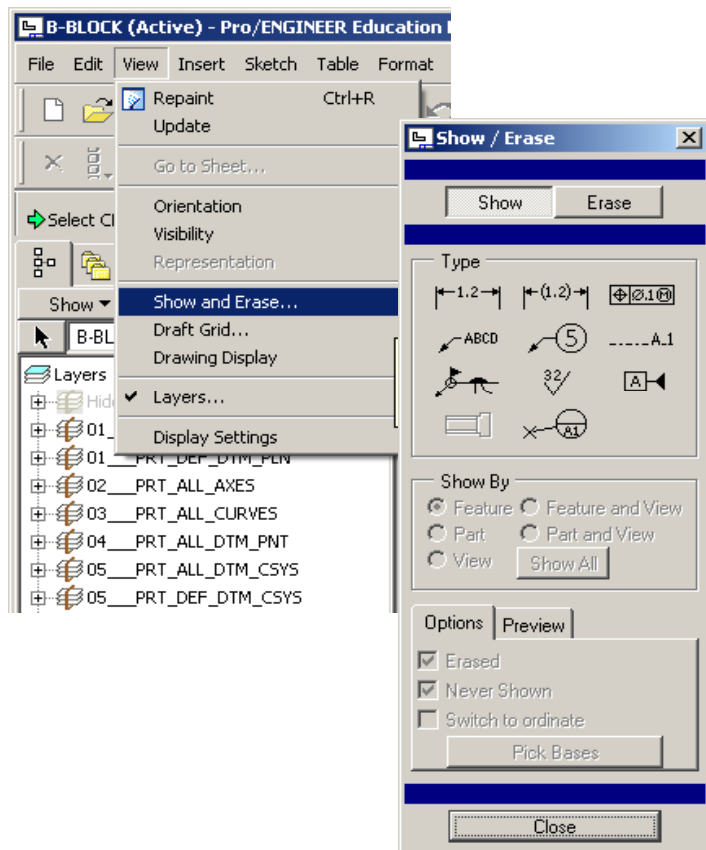 B-BLOCK (Active) - Pro/ENGINEER Education
File Edit View Insert Sketch Table Format
Repaint Ctrl+R
Update
Go to Sheet...
Select Cl
Orientation
Visibility
Representation
Show
Show and Erase...
B-BL
Draft Grid...
Drawing Display
Layers
Hid
Layers...
01_
Display Settings
01___PRT_DEF_DTM_PLN
02___PRT_ALL_AXES
03___PRT_ALL_CURVES
04___PRT_ALL_DTM_PNT
05___PRT_ALL_DTM_CSYS
05___PRT_DEF_DTM_CSYS
Show / Erase
Show Erase
Type
1.2 (1.2) Ø.1Ⓜ
ABCD 5 A_1
32/ A
A1
Show By
Feature Feature and View
Part Part and View
View Show All
Options Preview
Erased
Never Shown
Switch to ordinate
Pick Bases
Close